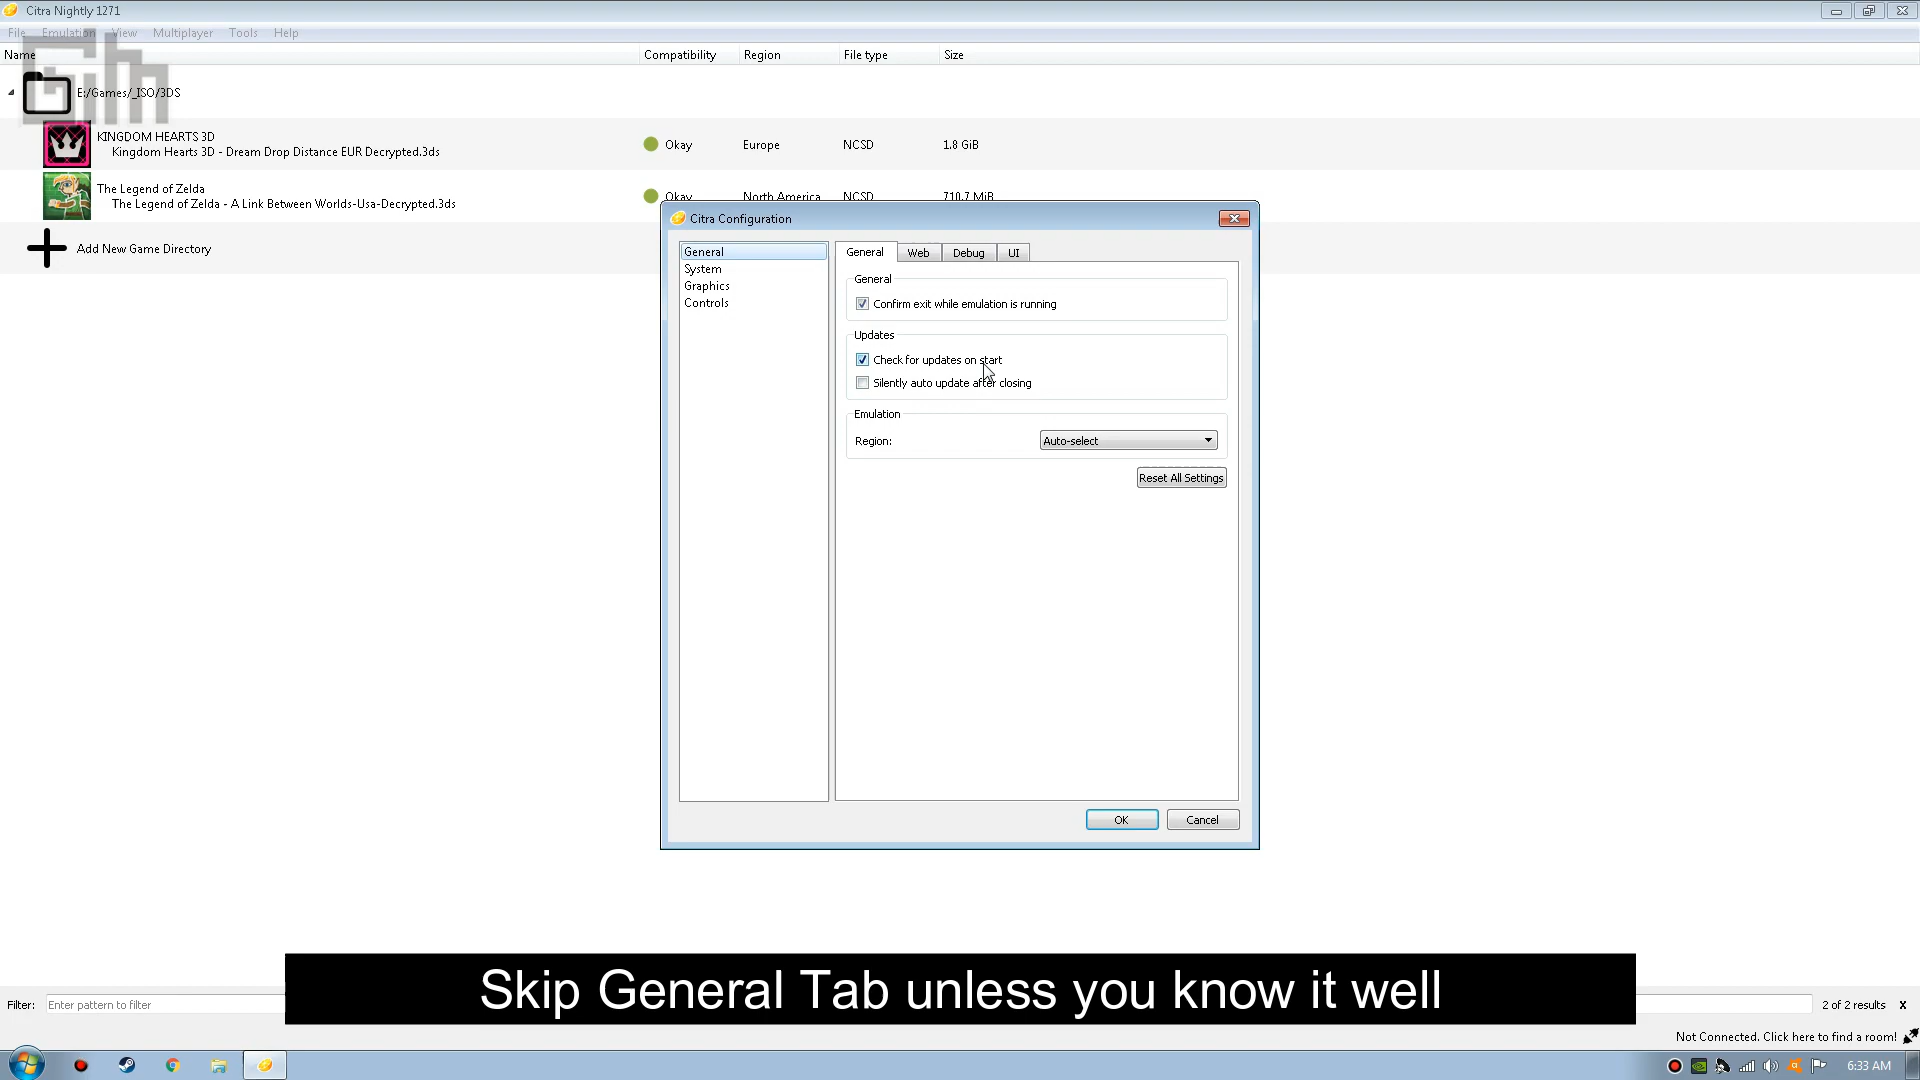 Citra Nightly 1271
File Emulation View Multiplayer Tools Help
Name Compatibility Region File type Size
E:/Games/_ISO/3DS
KINGDOM HEARTS 3D
Kingdom Hearts 3D - Dream Drop Distance EUR Decrypted.3ds
Okay Europe NCSD 1.8 GiB
The Legend of Zelda
The Legend of Zelda - A Link Between Worlds-Usa-Decrypted.3ds
Okay North America NCSD 710.7 MiB
Add New Game Directory
Citra Configuration
General
System
Graphics
Controls
General Web Debug UI
General
Confirm exit while emulation is running
Updates
Check for updates on start
Silently auto update after closing
Emulation
Region: Auto-select
Reset All Settings
OK Cancel
Skip General Tab unless you know it well
Filter: Enter pattern to filter
2 of 2 results X
Not Connected. Click here to find a room!
6:33 AM